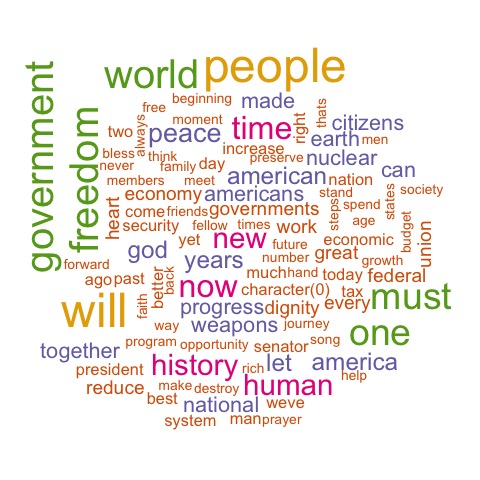 world people
beginning made
free
government
moment
thats
two
always
peace time
right
citizens
increase
earth men
freedom
bless think
preserve
nuclear
never
family day
american
nation can
members meet
economy americans
stand
states
society
heart
come friends governments
steps
spend
security
fellow times work
age
budget
union
god
yet
new
future
great
economic
forward
years
number
growth
ago past
better
back
much hand today federal
now
character(0)
tax
every
must
will
faith
progress dignity
way
weapons journey
one
together
program opportunity senator song
president
history
rich
let america
help
reduce
make destroy
human
best
national weve
system
man prayer